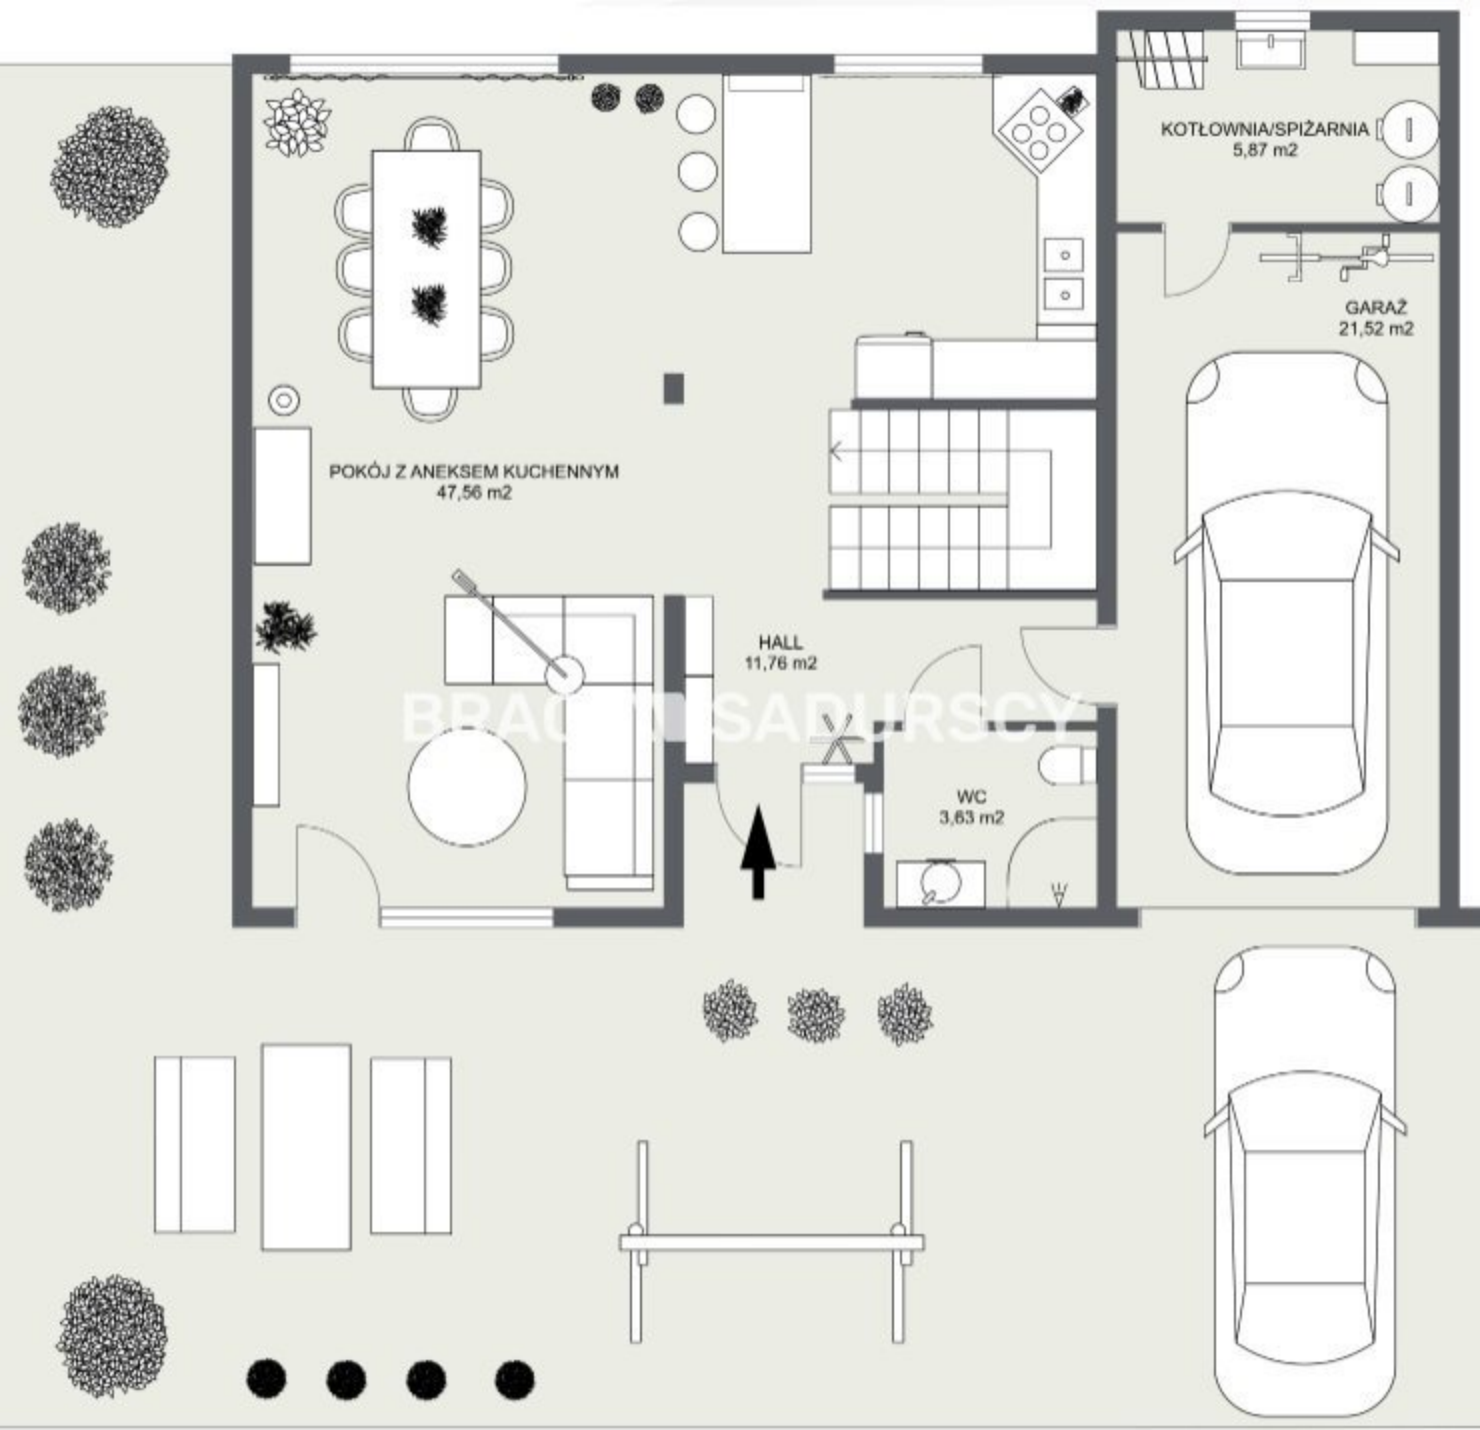 KOTŁOWNIA/SPIŻARNIA
5,87 m2
GARAŻ
21,52 m2
POKÓJ Z ANEKSEM KUCHENNYM
47,56 m2
HALL
11,76 m2
SADURSCY
WC
3,63 m2